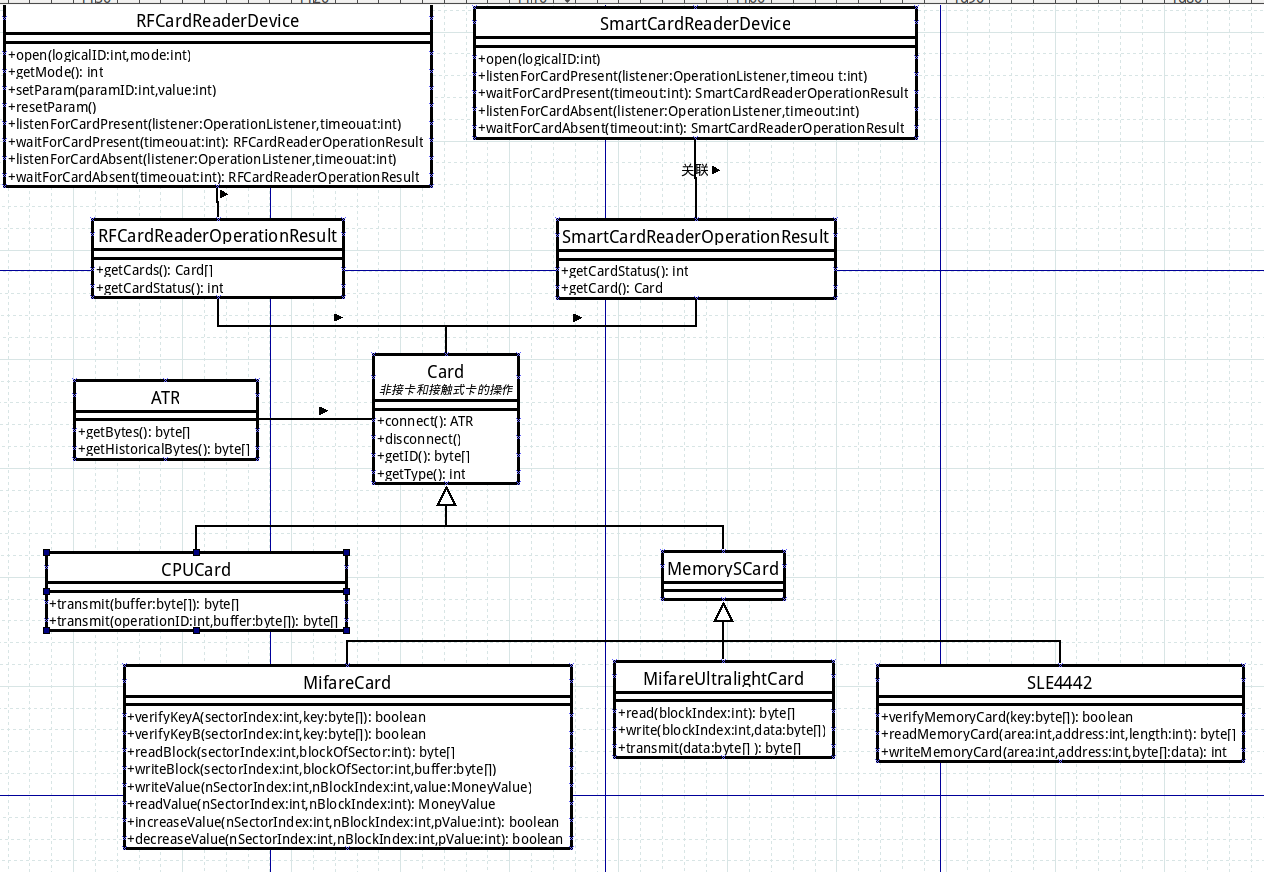 RFCardReaderDevice
+open(logicalID:int,mode:int)
+getMode(): int
+setParam(paramID:int,value:int)
+resetParam()
+listenForCardPresent(listener:OperationListener,timeouat:int)
+waitForCardPresent(timeouat:int): RFCardReaderOperationResult
+listenForCardAbsent(listener:OperationListener,timeouat:int)
+waitForCardAbsent(timeouat:int): RFCardReaderOperationResult
SmartCardReaderDevice
+open(logicalID:int)
+listenForCardPresent(listener:OperationListener,timeou t:int)
+waitForCardPresent(timeout:int): SmartCardReaderOperationResult
+listenForCardAbsent(listener:OperationListener,timeout:int)
+waitForCardAbsent(timeout:int): SmartCardReaderOperationResult
关联
RFCardReaderOperationResult
+getCards(): Card[]
+getCardStatus(): int
SmartCardReaderOperationResult
+getCardStatus(): int
+getCard(): Card
Card
非接卡和接触式卡的操作
+connect(): ATR
+disconnect()
+getID(): byte[]
+getType(): int
ATR
+getBytes(): byte[]
+getHistoricalBytes(): byte[]
CPUCard
+transmit(buffer:byte[]): byte[]
+transmit(operationID:int,buffer:byte[]): byte[]
MemorySCard
MifareCard
+verifyKeyA(sectorIndex:int,key:byte[]): boolean
+verifyKeyB(sectorIndex:int,key:byte[]): boolean
+readBlock(sectorIndex:int,blockOfSector:int): byte[]
+writeBlock(sectorIndex:int,blockOfSector:int,buffer:byte[])
+writeValue(nSectorIndex:int,nBlockIndex:int,value:MoneyValue)
+readValue(nSectorIndex:int,nBlockIndex:int): MoneyValue
+increaseValue(nSectorIndex:int,nBlockIndex:int,pValue:int): boolean
+decreaseValue(nSectorIndex:int,nBlockIndex:int,pValue:int): boolean
MifareUltralightCard
+read(blockIndex:int): byte[]
+write(blockIndex:int,data:byte[])
+transmit(data:byte[] ): byte[]
SLE4442
+verifyMemoryCard(key:byte[]): boolean
+readMemoryCard(area:int,address:int,length:int): byte[]
+writeMemoryCard(area:int,address:int,byte[]:data): int